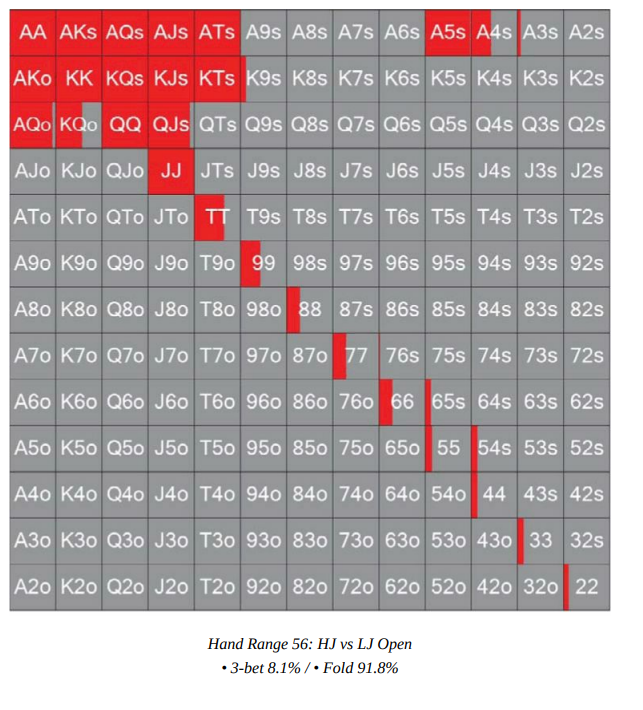 AA AKs AQs AJs ATs A9s A8s A7s A6s A5s A4s A3s A2s
AKo KK KQs KJs KTs K9s K8s K7s K6s K5s K4s K3s K2s
AQo KQo QQ QJs QTs Q9s Q8s Q7s Q6s Q5s Q4s Q3s Q2s
AJo KJo QJo JJ JTs J9s J8s J7s J6s J5s J4s J3s J2s
ATo KTo QTo JTo TT T9s T8s T7s T6s T5s T4s T3s T2s
A9o K9o Q9o J9o T9o 99 98s 97s 96s 95s 94s 93s 92s
A8o K8o Q8o J8o T8o 98o 88 87s 86s 85s 84s 83s 82s
A7o K7o Q7o J7o T7o 97o 87o 77 76s 75s 74s 73s 72s
A6o K6o Q6o J6o T6o 96o 86o 76o 66 65s 64s 63s 62s
A5o K5o Q5o J5o T5o 95o 85o 75o 65o 55 54s 53s 52s
A4o K4o Q4o J4o T4o 94o 84o 74o 64o 54o 44 43s 42s
A3o K3o Q3o J3o T3o 93o 83o 73o 63o 53o 43o 33 32s
A2o K2o Q2o J2o T2o 92o 82o 72o 62o 52o 42o 32o 22
Hand Range 56: HJ vs LJ Open
• 3-bet 8.1% / • Fold 91.8%